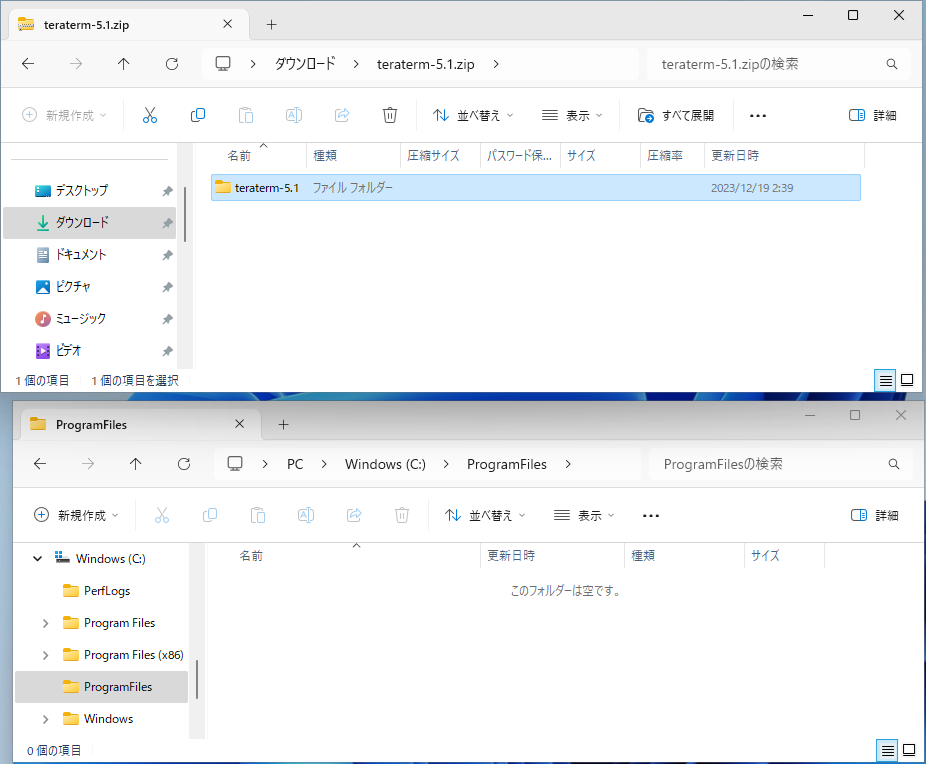 teraterm-5.1.zip
ダウンロード
teraterm-5.1.zip
teraterm-5.1.zipの検索
新規作成
並べ替え
表示
すべて展開
詳細
名前
種類
圧縮サイズ
パスワード保...
サイズ
圧縮率
更新日時
teraterm-5.1
ファイル フォルダー
2023/12/19 2:39
デスクトップ
ダウンロード
ドキュメント
ピクチャ
ミュージック
ビデオ
1 個の項目
1 個の項目を選択
ProgramFiles
PC
Windows (C:)
ProgramFiles
ProgramFilesの検索
新規作成
並べ替え
表示
詳細
名前
更新日時
種類
サイズ
このフォルダーは空です。
Windows (C:)
PerfLogs
Program Files
Program Files (x86)
ProgramFiles
Windows
0 個の項目